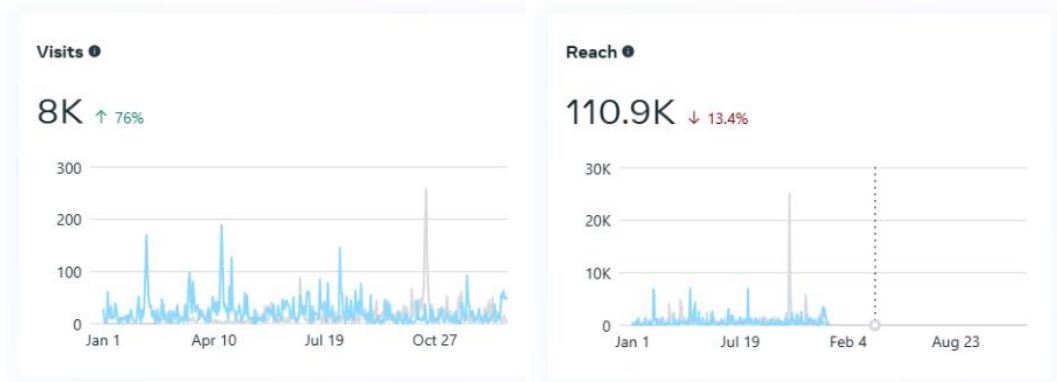 Visits
8K ↑ 76%
300
200
100
0
Jan 1 Apr 10 Jul 19 Oct 27
Reach
110.9K ↓ 13.4%
30K
20K
10K
0
Jan 1 Jul 19 Feb 4 Aug 23